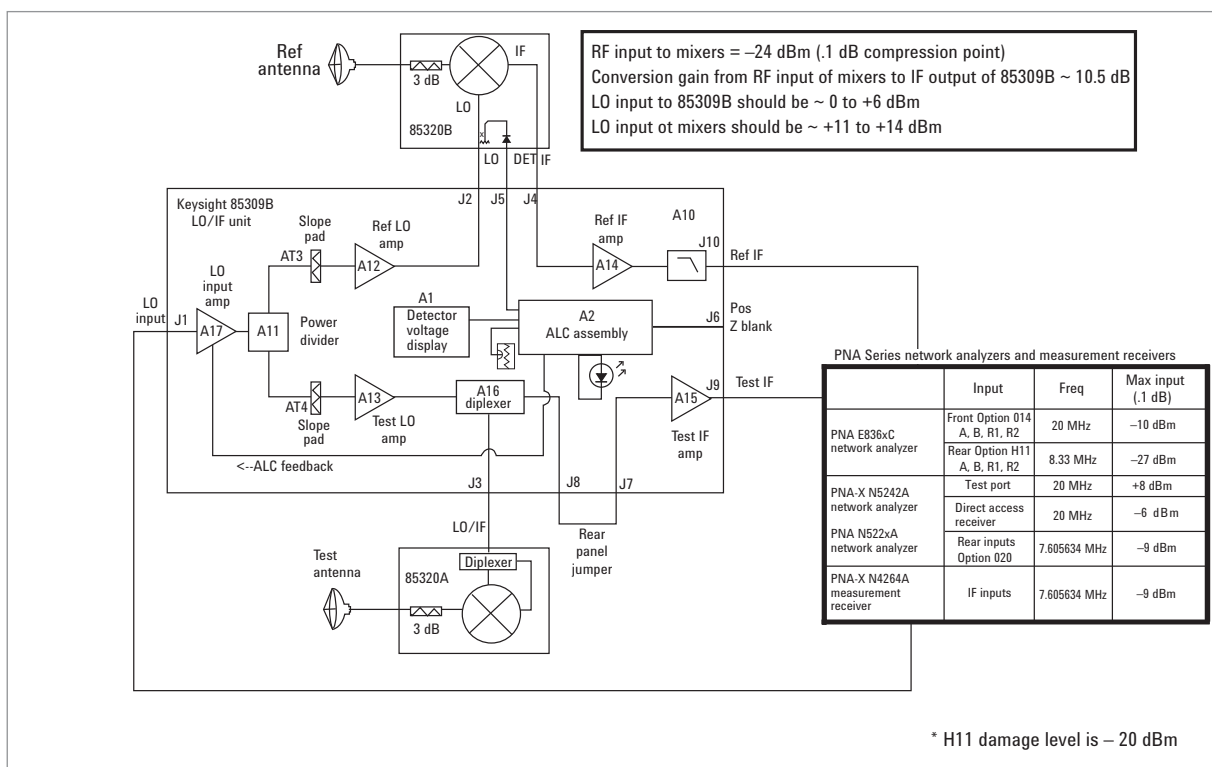 Ref
antenna
3 dB
IF
LO
85320B
LO
DET
IF
RF input to mixers = –24 dBm (.1 dB compression point)
Conversion gain from RF input of mixers to IF output of 85309B ~ 10.5 dB
LO input to 85309B should be ~ 0 to +6 dBm
LO input ot mixers should be ~ +11 to +14 dBm
Keysight 85309B
LO/IF unit
J2
J5
J4
Slope
pad
AT3
Ref LO
amp
A12
Ref IF
amp
A14
A10
J10
Ref IF
LO
input
J1
LO
input
amp
A17
A11
Power
divider
A1
Detector
voltage
display
A2
ALC assembly
J6
Pos
Z blank
AT4
Slope
pad
A13
Test LO
amp
A16
diplexer
A15
J9
Test IF
Test IF
amp
<--ALC feedback
J3
J8
J7
LO/IF
Rear
panel
jumper
Test
antenna
85320A
Diplexer
3 dB
PNA Series network analyzers and measurement receivers
Input
Freq
Max input
(.1 dB)
PNA E836xC
network analyzer
Front Option 014
A, B, R1, R2
20 MHz
–10 dBm
Rear Option H11
A, B, R1, R2
8.33 MHz
–27 dBm
PNA-X N5242A
network analyzer
PNA N522xA
network analyzer
Test port
20 MHz
+8 dBm
Direct access
receiver
20 MHz
–6 dBm
Rear inputs
Option 020
7.605634 MHz
–9 dBm
PNA-X N4264A
measurement
receiver
IF inputs
7.605634 MHz
–9 dBm
* H11 damage level is – 20 dBm